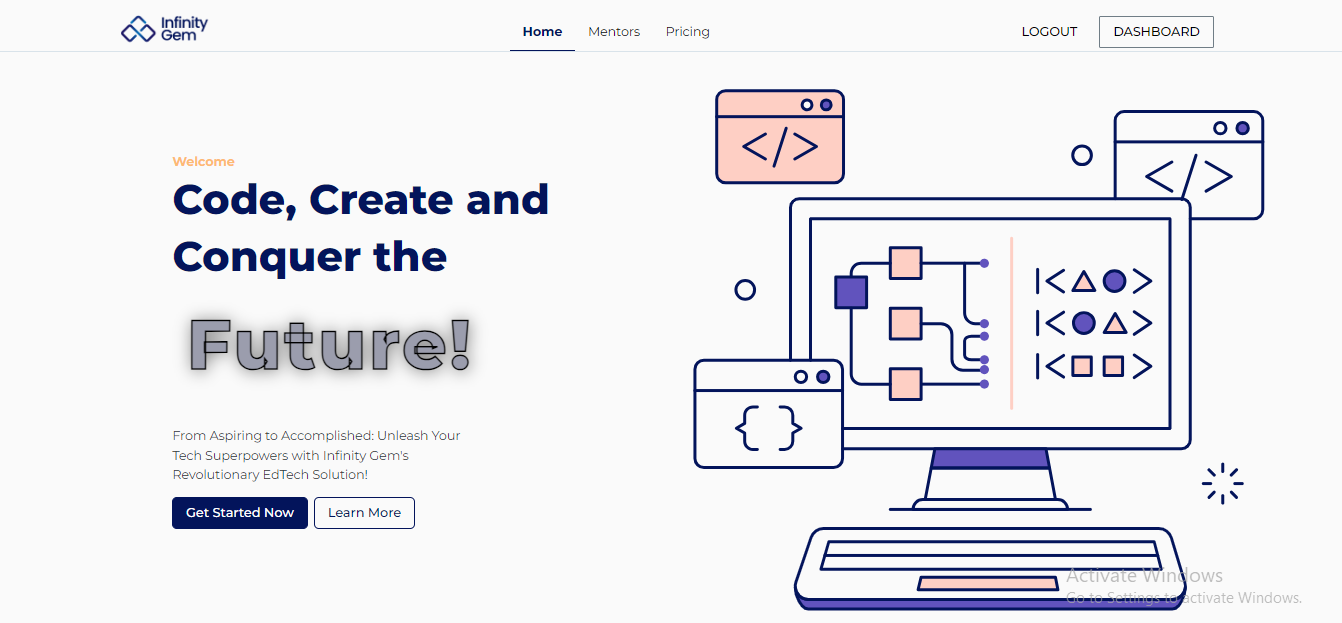 Infinity
Gem
Home Mentors Pricing LOGOUT DASHBOARD
Welcome
Code, Create and
Conquer the
Future!
From Aspiring to Accomplished: Unleash Your
Tech Superpowers with Infinity Gem's
Revolutionary EdTech Solution!
Get Started Now Learn More
</>
</>
{ }
Activate Windows
Go to Settings to activate Windows.